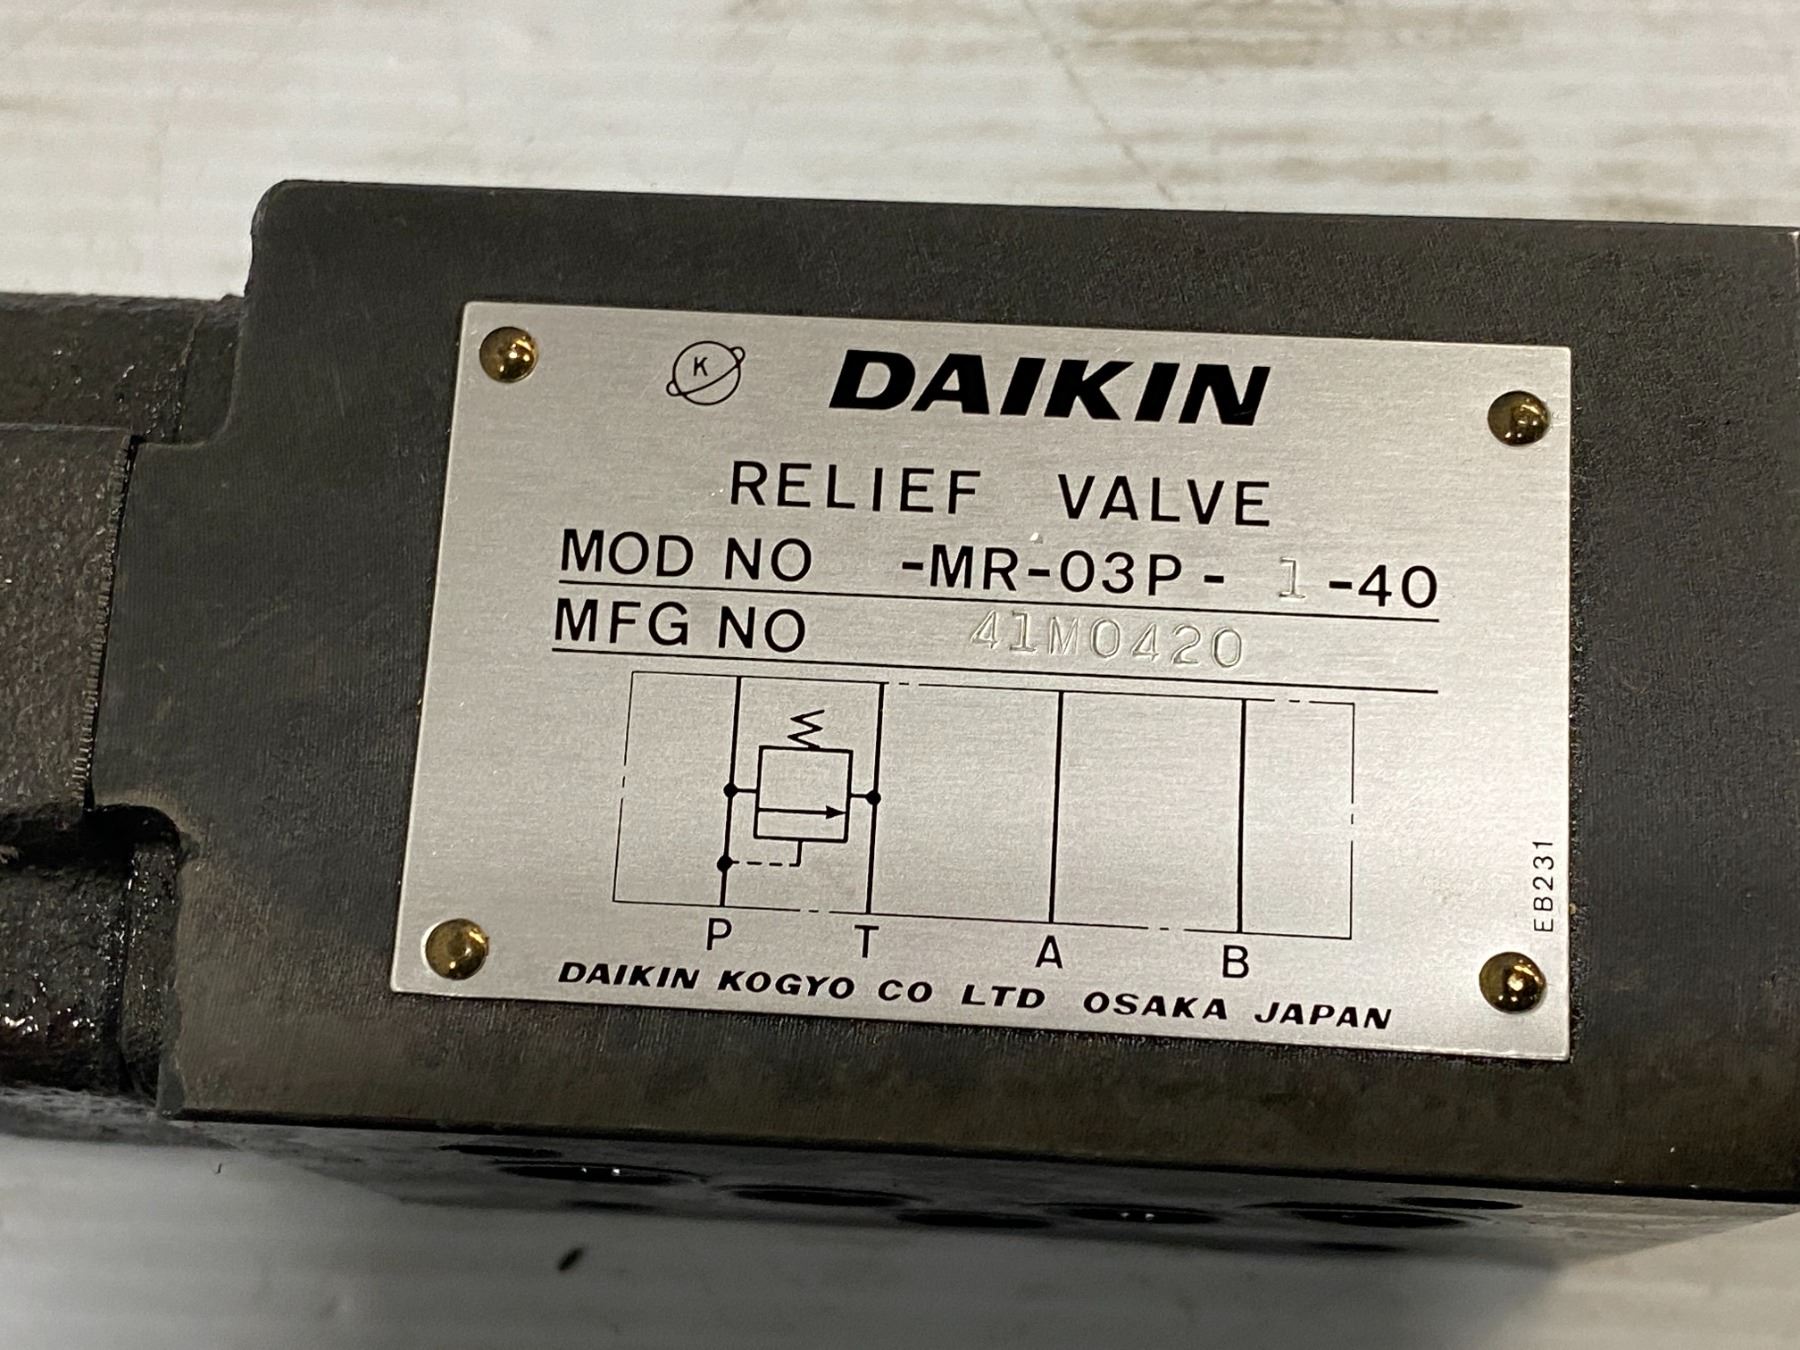 K DAIKIN
RELIEF VALVE
MOD NO -MR-03P- 1 -40
MFG NO 41M0420
P T A B
EB231
DAIKIN KOGYO CO LTD OSAKA JAPAN